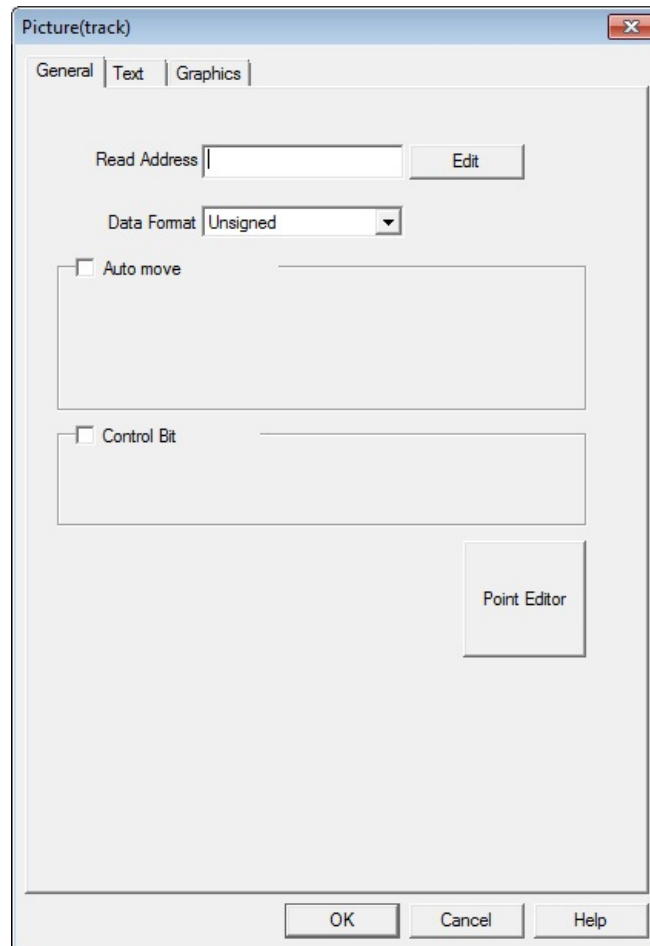 Picture(track)
General Text Graphics
Read Address Edit
Data Format Unsigned
Auto move
Control Bit
Point Editor
OK Cancel Help